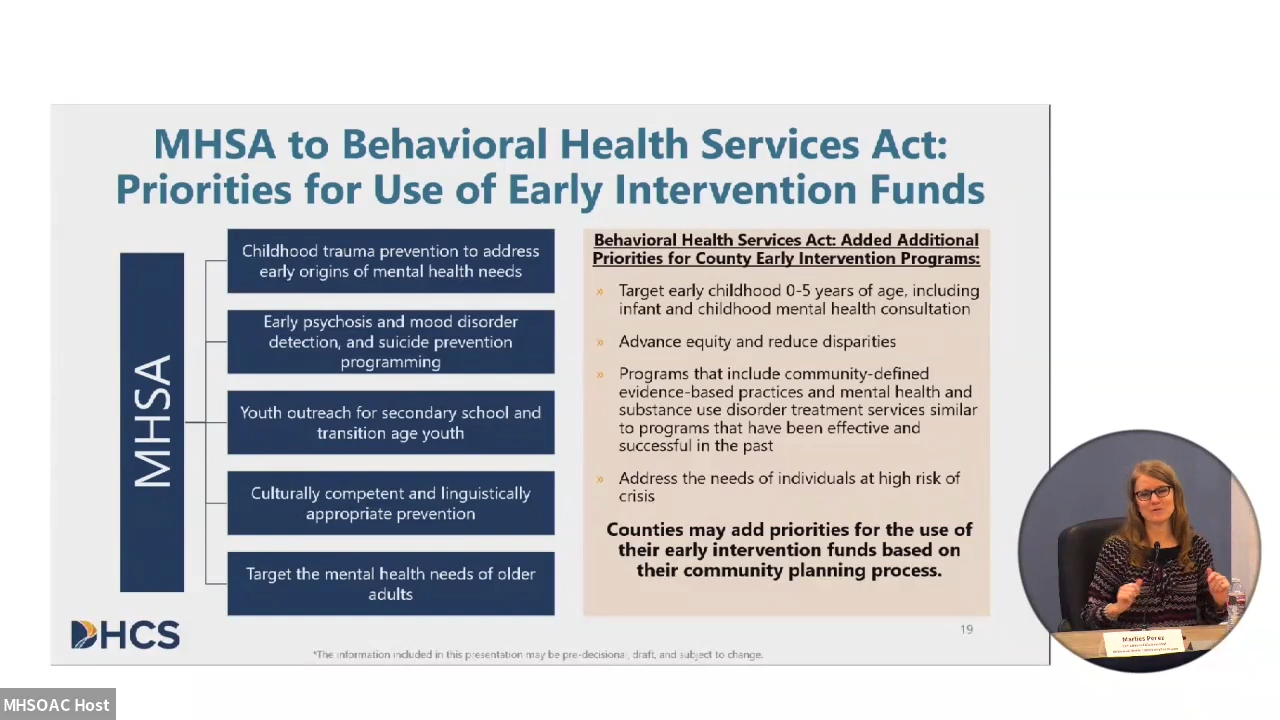 MHSA to Behavioral Health Services Act:
Priorities for Use of Early Intervention Funds
MHSA
Childhood trauma prevention to address
early origins of mental health needs
Early psychosis and mood disorder
detection, and suicide prevention
programming
Youth outreach for secondary school and
transition age youth
Culturally competent and linguistically
appropriate prevention
Target the mental health needs of older
adults
Behavioral Health Services Act: Added Additional
Priorities for County Early Intervention Programs:
» Target early childhood 0-5 years of age, including
infant and childhood mental health consultation
» Advance equity and reduce disparities
» Programs that include community-defined
evidence-based practices and mental health and
substance use disorder treatment services similar
to programs that have been effective and
successful in the past
» Address the needs of individuals at high risk of
crisis
Counties may add priorities for the use of
their early intervention funds based on
their community planning process.
DHCS
19
*The information included in this presentation may be pre-decisional, draft, and subject to change.
Marlies Perez
MHSOAC Host